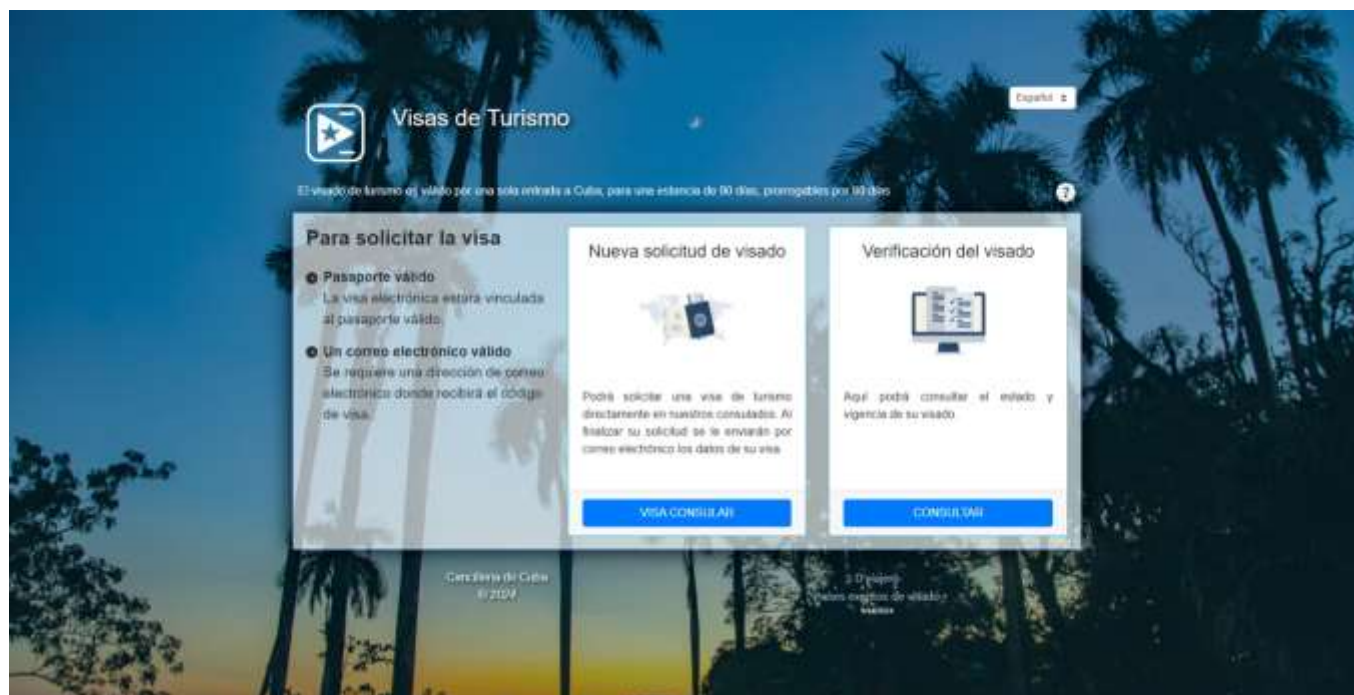 Visas de Turismo
Español
El visado de turismo es válido por una sola entrada a Cuba, para una estancia de 90 días, prorrogables por 90 días
?
Para solicitar la visa
Pasaporte válido
La visa electrónica estará vinculada
al pasaporte válido.
Un correo electrónico válido
Se requiere una dirección de correo
electrónico donde recibirá el código
de visa.
Nueva solicitud de visado
Podrá solicitar una visa de turismo
directamente en nuestros consulados. Al
finalizar su solicitud se le enviarán por
correo electrónico los datos de su visa
VISA CONSULAR
Verificación del visado
Aquí podrá consultar el estado y
vigencia de su visado
CONSULTAR
Cancillería de Cuba
© 2024
D'Viajeros
Países exentos de visado